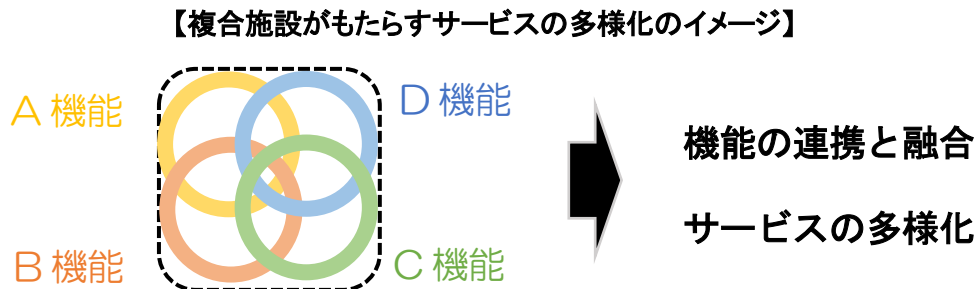 【複合施設がもたらすサービスの多様化のイメージ】
A 機能
D 機能
B 機能
C 機能
機能の連携と融合
サービスの多様化